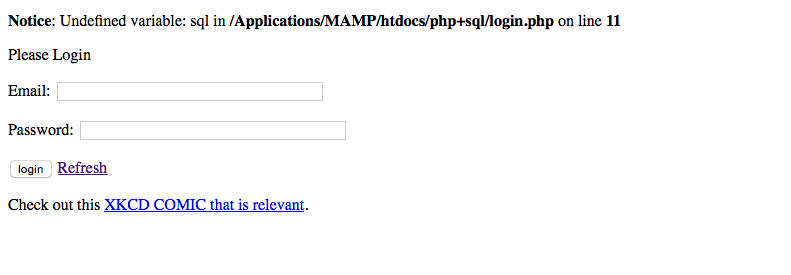 Notice: Undefined variable: sql in /Applications/MAMP/htdocs/php+sql/login.php on line 11
Please Login
Email:
Password:
login Refresh
Check out this XKCD COMIC that is relevant.